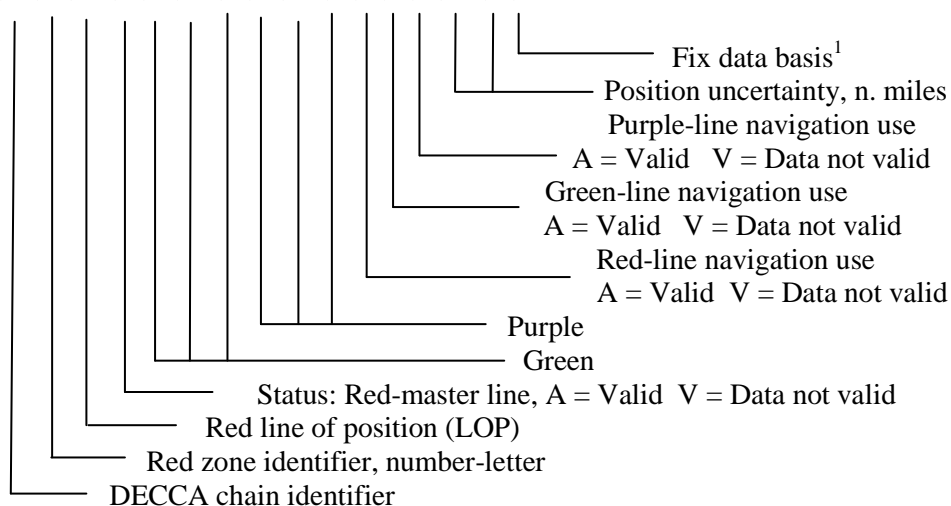 Fix data basis¹
Position uncertainty, n. miles
Purple-line navigation use
A = Valid V = Data not valid
Green-line navigation use
A = Valid V = Data not valid
Red-line navigation use
A = Valid V = Data not valid
Purple
Green
Status: Red-master line, A = Valid V = Data not valid
Red line of position (LOP)
Red zone identifier, number-letter
DECCA chain identifier